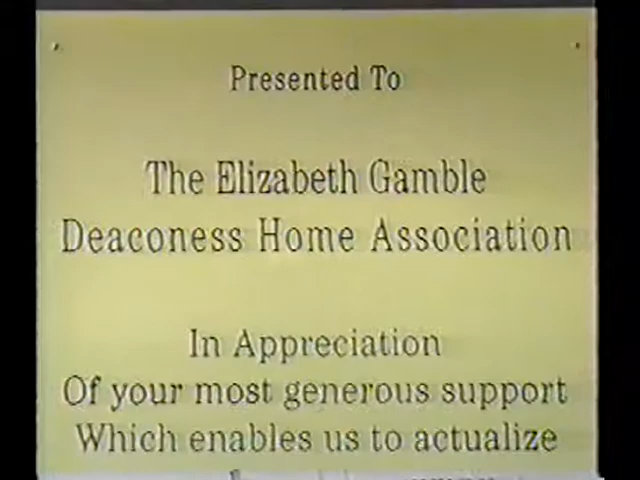 Presented To
The Elizabeth Gamble
Deaconess Home Association
In Appreciation
Of your most generous support
Which enables us to actualize